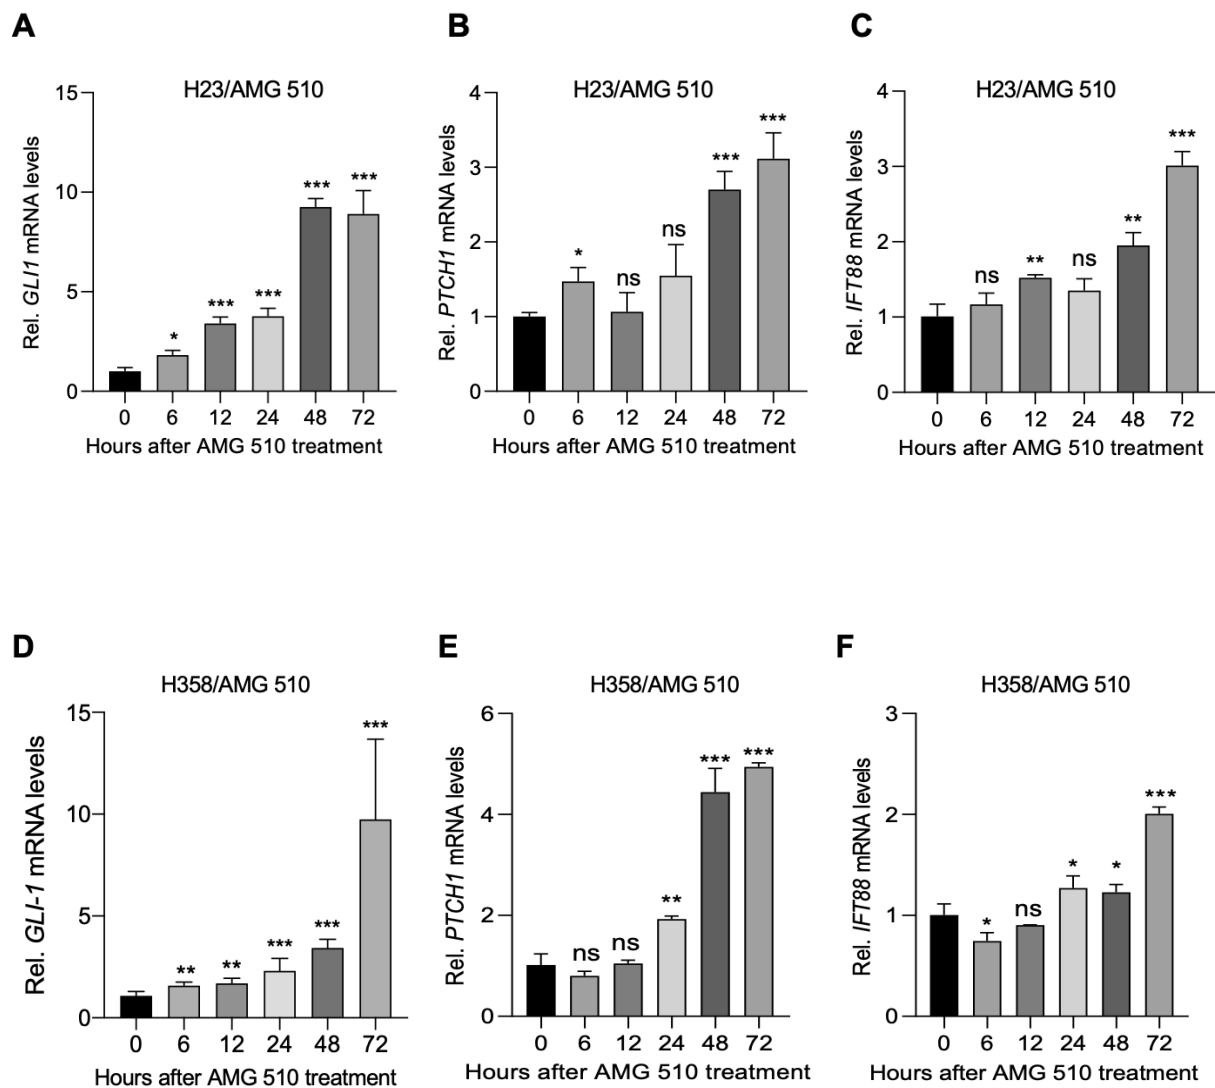 A
H23/AMG 510
Rel. GLI1 mRNA levels
15
10
5
0
*
***
***
***
***
0 6 12 24 48 72
Hours after AMG 510 treatment
B
H23/AMG 510
Rel. PTCH1 mRNA levels
4
3
2
1
0
*
ns
ns
***
***
0 6 12 24 48 72
Hours after AMG 510 treatment
C
H23/AMG 510
Rel. IFT88 mRNA levels
4
3
2
1
0
ns
**
ns
**
***
0 6 12 24 48 72
Hours after AMG 510 treatment
D
H358/AMG 510
Rel. GLI-1 mRNA levels
15
10
5
0
**
**
***
***
***
0 6 12 24 48 72
Hours after AMG 510 treatment
E
H358/AMG 510
Rel. PTCH1 mRNA levels
6
4
2
0
ns
ns
**
***
***
0 6 12 24 48 72
Hours after AMG 510 treatment
F
H358/AMG 510
Rel. IFT88 mRNA levels
3
2
1
0
*
ns
*
*
***
0 6 12 24 48 72
Hours after AMG 510 treatment